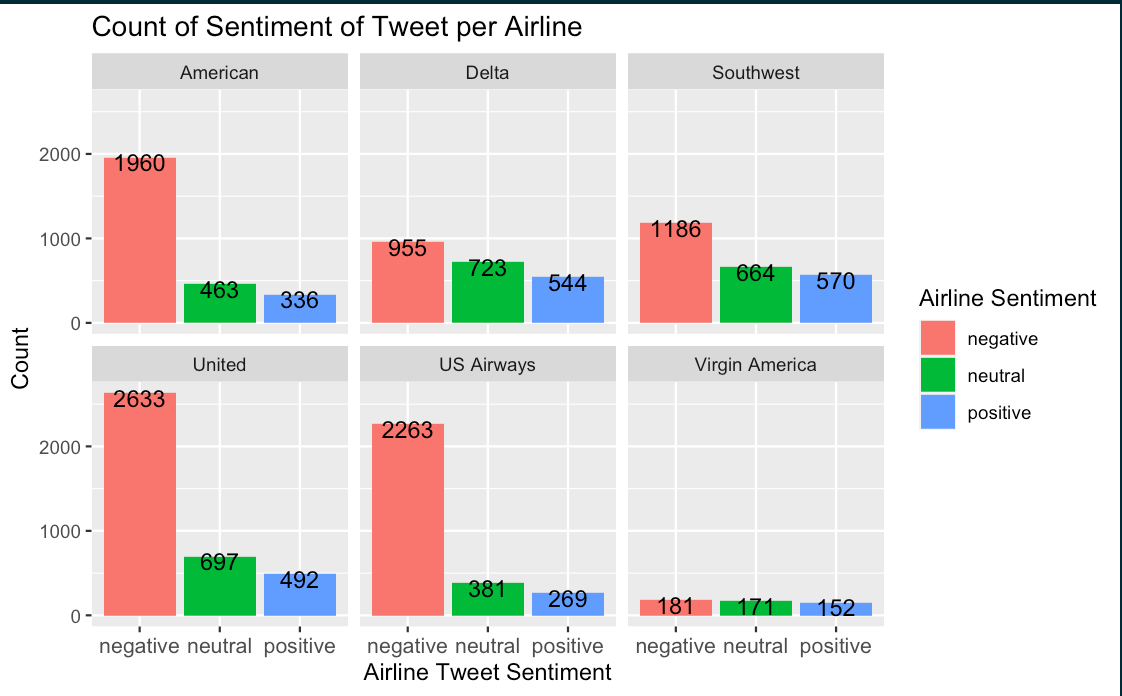 Count of Sentiment of Tweet per Airline
American Delta Southwest
2000
1000
0
1960 463 336
955 723 544
1186 664 570
Count
United US Airways Virgin America
2000
1000
0
2633 697 492
2263 381 269
181 171 152
negative neutral positive negative neutral positive negative neutral positive
Airline Tweet Sentiment
Airline Sentiment
negative
neutral
positive